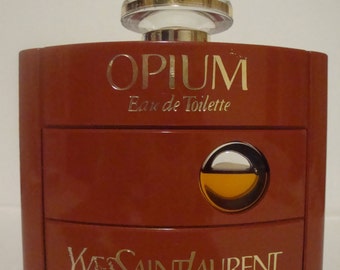 OPIUM
Eau de Toilette
YVES SAINT LAURENT